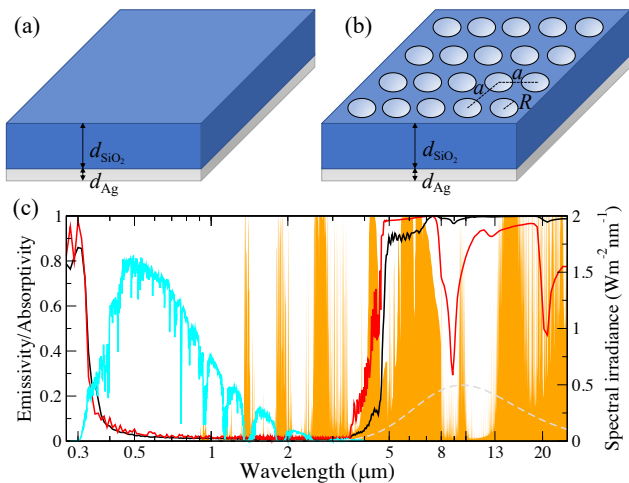 (a)
(b)
a
a
R
d_SiO₂
d_Ag
d_SiO₂
d_Ag
(c)
Emissivity/Absorptivity
1
0.8
0.6
0.4
0.2
0
2
1.5
1
0.5
0
Spectral irradiance (Wm⁻² nm⁻¹)
0.3 0.5 1 2 5 8 13 20
Wavelength (μm)